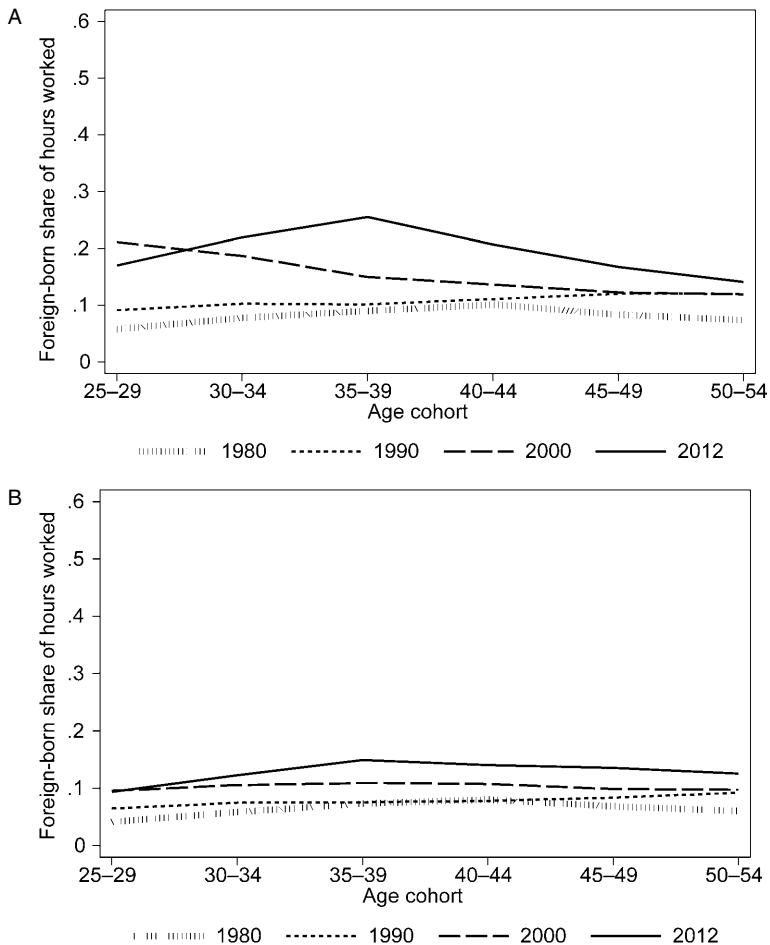 A
Foreign-born share of hours worked
.6
.5
.4
.3
.2
.1
0
25–29 30–34 35–39 40–44 45–49 50–54
Age cohort
1980 1990 2000 2012
B
Foreign-born share of hours worked
.6
.5
.4
.3
.2
.1
0
25–29 30–34 35–39 40–44 45–49 50–54
Age cohort
1980 1990 2000 2012